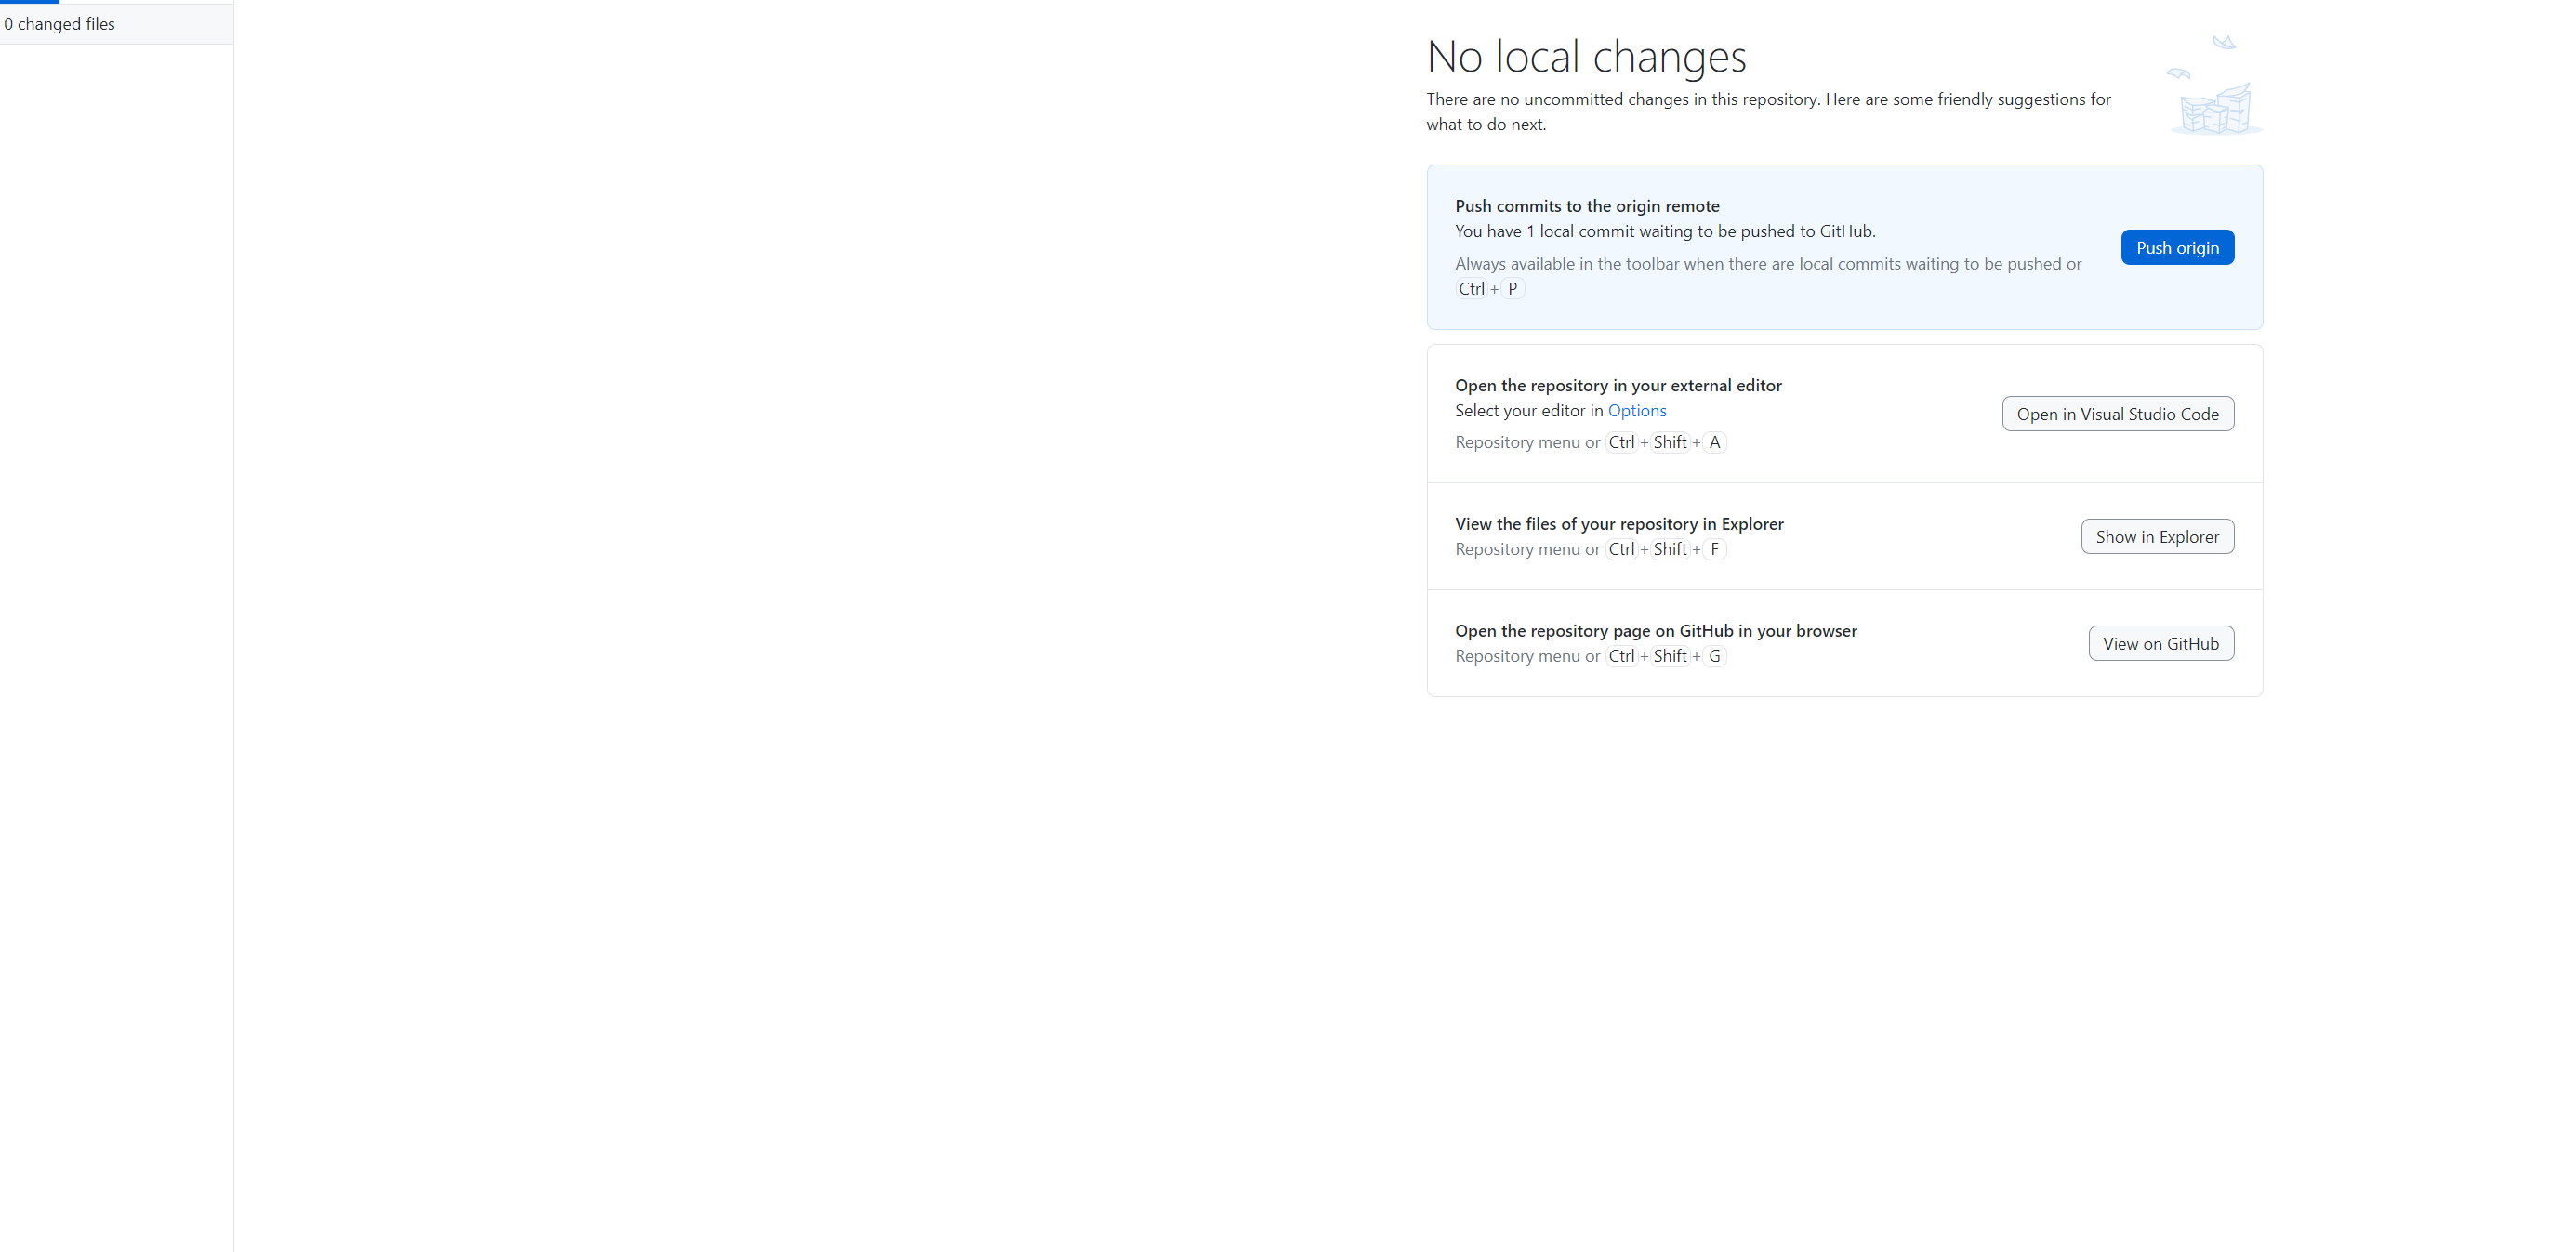 0 changed files
No local changes
There are no uncommitted changes in this repository. Here are some friendly suggestions for
what to do next.
Push commits to the origin remote
You have 1 local commit waiting to be pushed to GitHub.
Always available in the toolbar when there are local commits waiting to be pushed or
Ctrl + P
Push origin
Open the repository in your external editor
Select your editor in Options
Repository menu or Ctrl + Shift + A
Open in Visual Studio Code
View the files of your repository in Explorer
Repository menu or Ctrl + Shift + F
Show in Explorer
Open the repository page on GitHub in your browser
Repository menu or Ctrl + Shift + G
View on GitHub